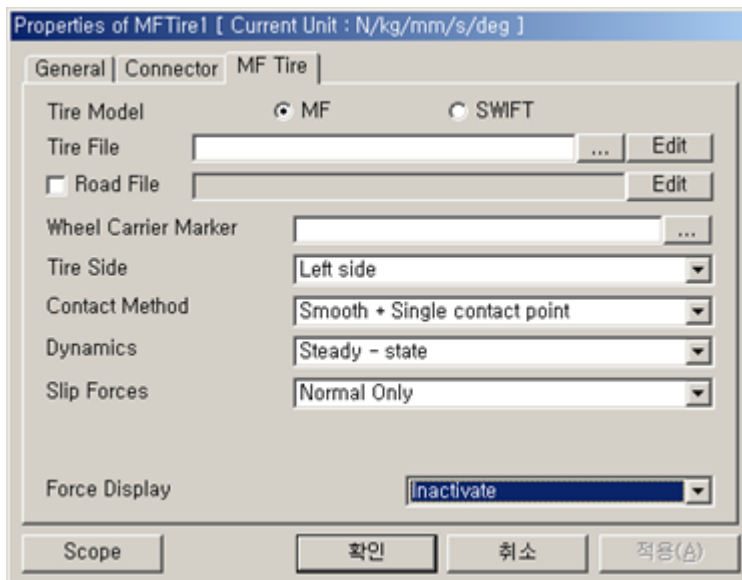 Properties of MFTire1 [ Current Unit : N/kg/mm/s/deg ]
General Connector MF Tire
Tire Model MF SWIFT
Tire File ... Edit
Road File Edit
Wheel Carrier Marker ...
Tire Side Left side
Contact Method Smooth + Single contact point
Dynamics Steady - state
Slip Forces Normal Only
Force Display Inactivate
Scope 확인 취소 적용(A)